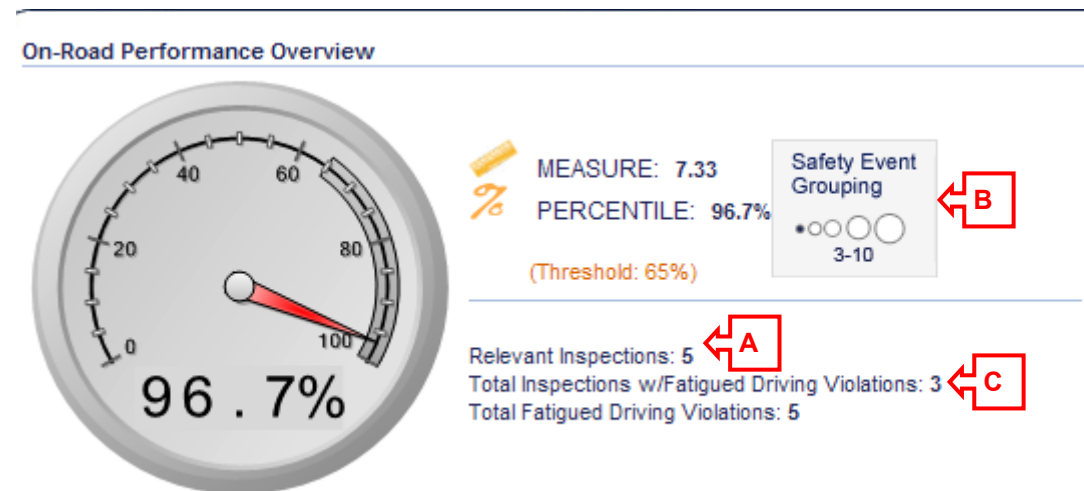 On-Road Performance Overview
0
20
40
60
80
100
96.7%
MEASURE: 7.33
PERCENTILE: 96.7%
(Threshold: 65%)
Safety Event
Grouping
3-10
B
Relevant Inspections: 5
A
Total Inspections w/Fatigued Driving Violations: 3
C
Total Fatigued Driving Violations: 5